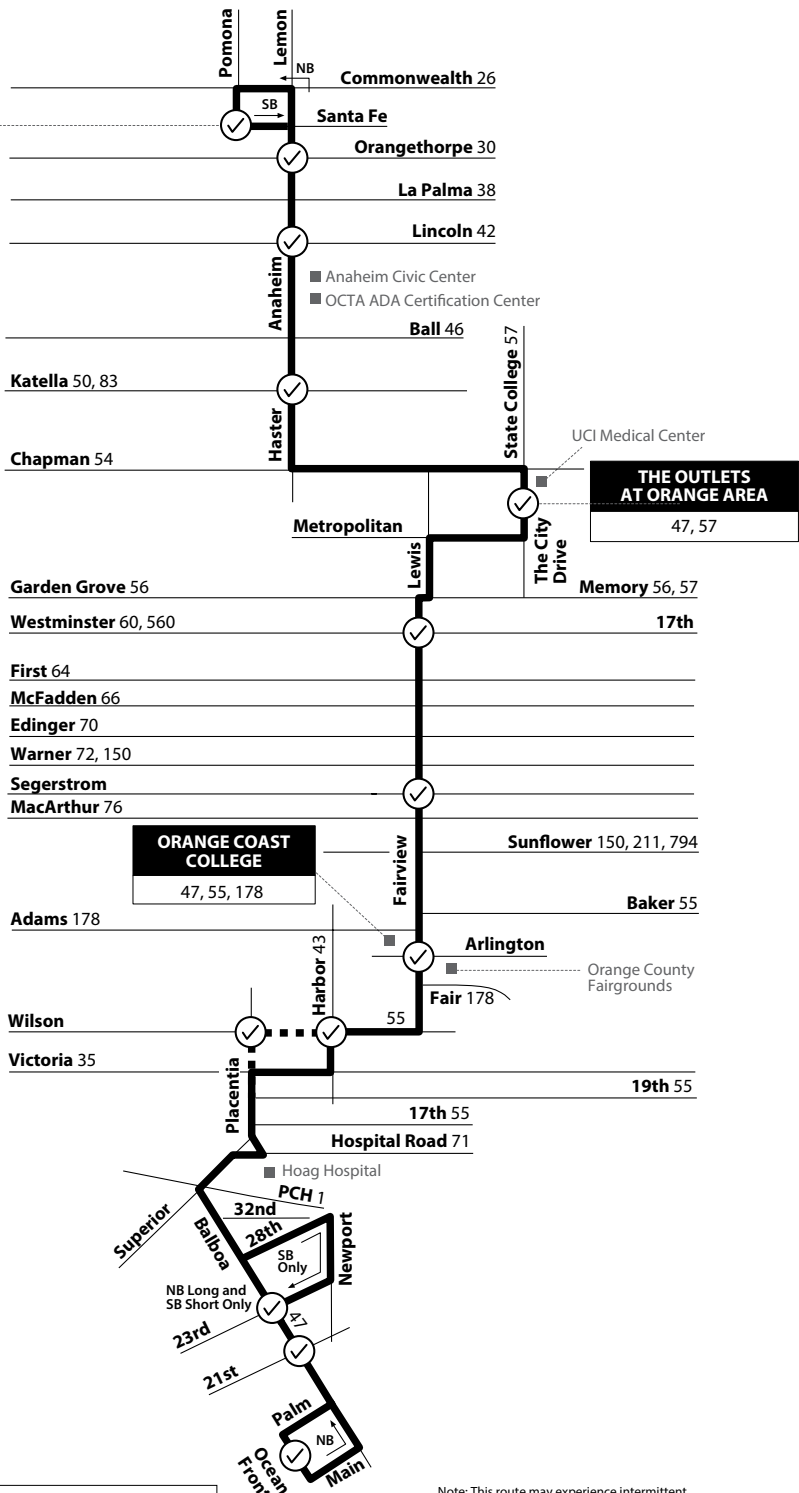 Pomona
Lemon
NB
Commonwealth 26
SB
Santa Fe
Orangethorpe 30
La Palma 38
Lincoln 42
Anaheim
Anaheim Civic Center
OCTA ADA Certification Center
Ball 46
State College 57
Katella 50, 83
Haster
UCI Medical Center
Chapman 54
THE OUTLETS
AT ORANGE AREA
47, 57
Metropolitan
Lewis
The City
Drive
Garden Grove 56
Memory 56, 57
Westminster 60, 560
17th
First 64
McFadden 66
Edinger 70
Warner 72, 150
Segerstrom
MacArthur 76
ORANGE COAST
COLLEGE
47, 55, 178
Fairview
Sunflower 150, 211, 794
Baker 55
Adams 178
Harbor 43
Arlington
Orange County
Fairgrounds
Fair 178
Wilson
55
Victoria 35
Placentia
19th 55
17th 55
Hospital Road 71
Hoag Hospital
PCH 1
Superior
Balboa
32nd
28th
Newport
SB
Only
NB Long and
SB Short Only
47
23rd
21st
Palm
NB
Ocean
Front
Main
Note: This route may experience intermittent